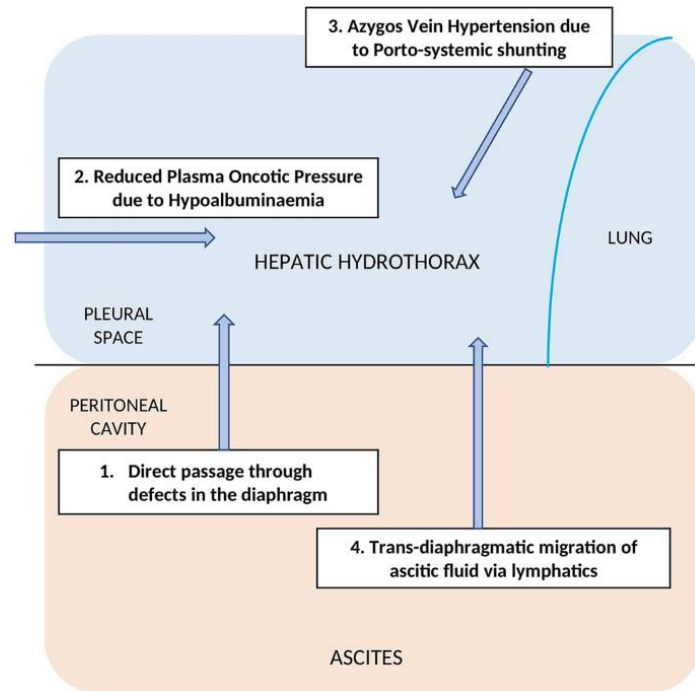 3. Azygos Vein Hypertension due
to Porto-systemic shunting
2. Reduced Plasma Oncotic Pressure
due to Hypoalbuminaemia
LUNG
HEPATIC HYDROTHORAX
PLEURAL
SPACE
PERITONEAL
CAVITY
1. Direct passage through
defects in the diaphragm
4. Trans-diaphragmatic migration of
ascitic fluid via lymphatics
ASCITES